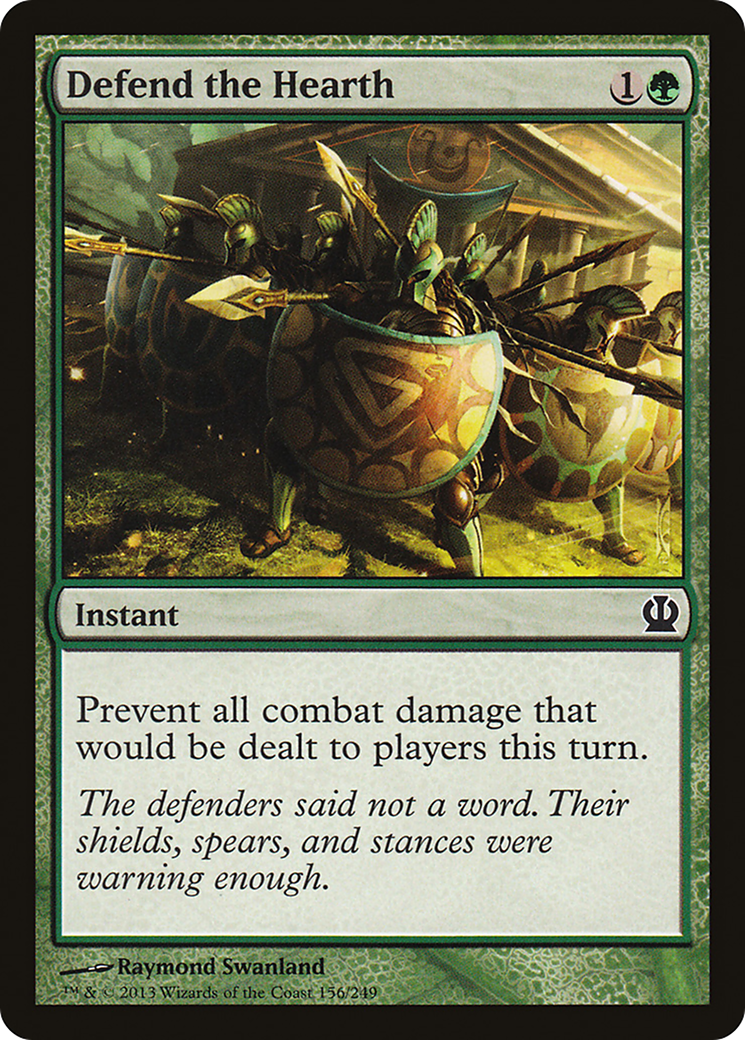 Defend the Hearth 1
Instant
Prevent all combat damage that
would be dealt to players this turn.
The defenders said not a word. Their
shields, spears, and stances were
warning enough.
Raymond Swanland
™ & © 2013 Wizards of the Coast 156/249